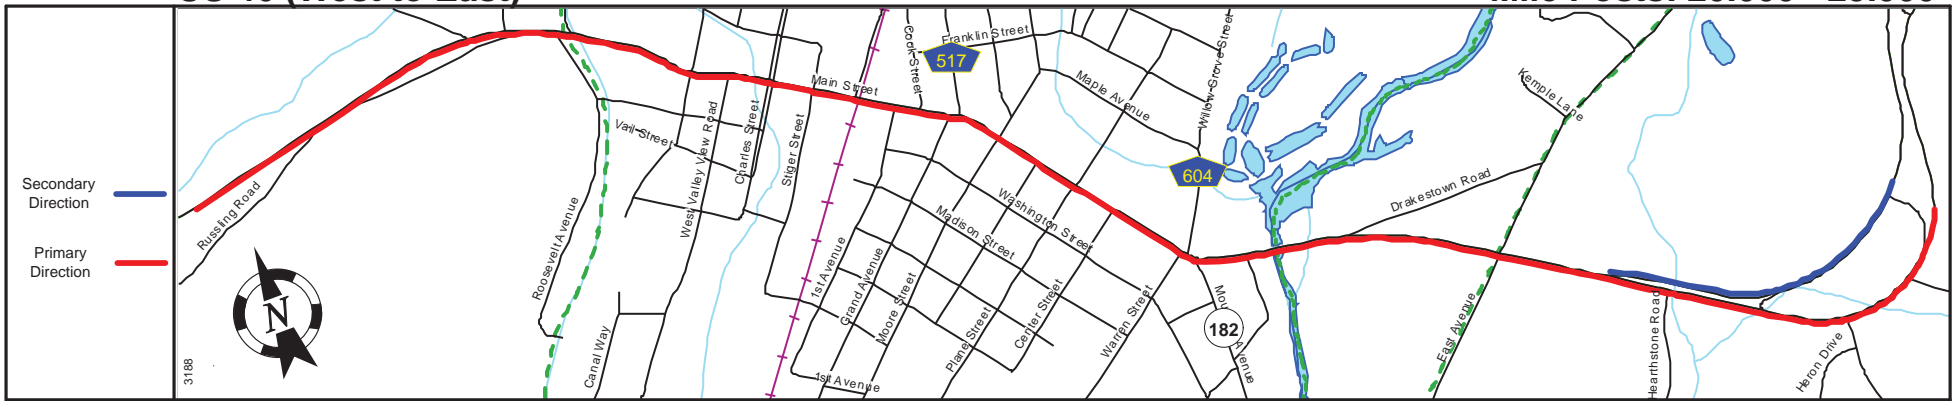 Secondary
Direction
Primary
Direction
Russling Road
3188
N
Roosevelt Avenue
Canal Way
Vail Street
West Valley View Road
Charles Street
Stiger Street
Main Street
Cook Street
517
Franklin Street
Maple Avenue
Willow Grove Street
604
Washington Street
Madison Street
1st Avenue
Grand Avenue
Moore Street
1st Avenue
Plane Street
Center Street
Warren Street
182
Avenue
Drakestown Road
Kemple Lane
East Avenue
Hearthstone Road
Heron Drive